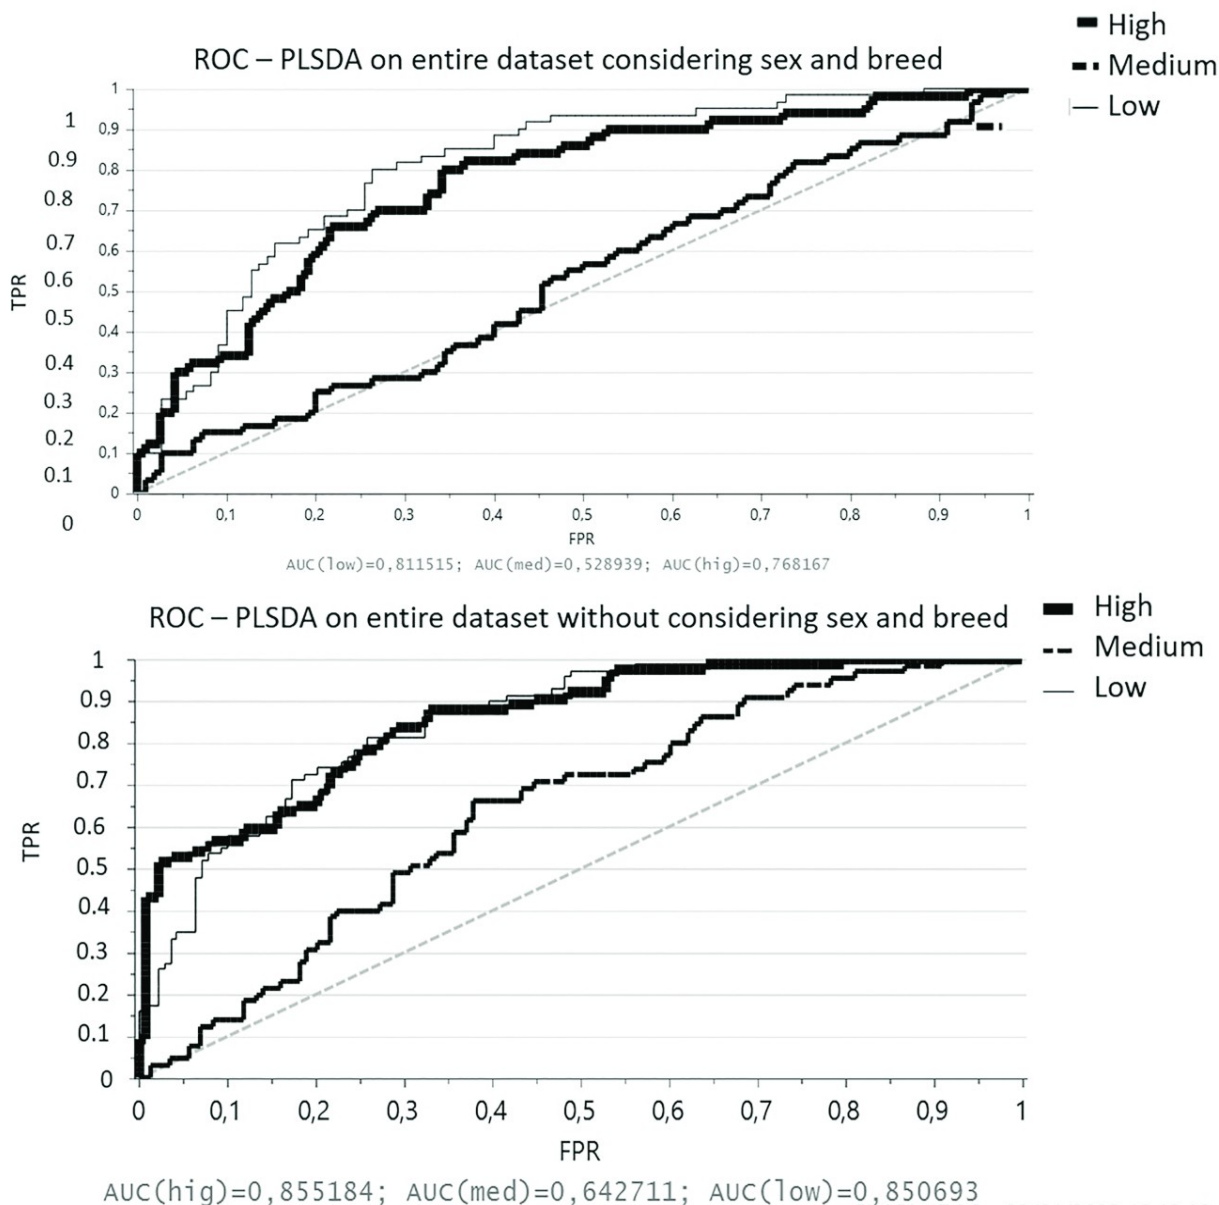 High
ROC – PLSDA on entire dataset considering sex and breed
Medium
Low
TPR
1
0.9
0.8
0.7
0.6
0.5
0.4
0.3
0.2
0.1
0
1
0,9
0,8
0,7
0,6
0,5
0,4
0,3
0,2
0,1
0
0 0,1 0,2 0,3 0,4 0,5 0,6 0,7 0,8 0,9 1
FPR
AUC(low)=0,811515; AUC(med)=0,528939; AUC(hig)=0,768167
ROC – PLSDA on entire dataset without considering sex and breed
High
Medium
Low
TPR
1
0.9
0.8
0.7
0.6
0.5
0.4
0.3
0.2
0.1
0
0 0,1 0,2 0,3 0,4 0,5 0,6 0,7 0,8 0,9 1
FPR
AUC(hig)=0,855184; AUC(med)=0,642711; AUC(low)=0,850693